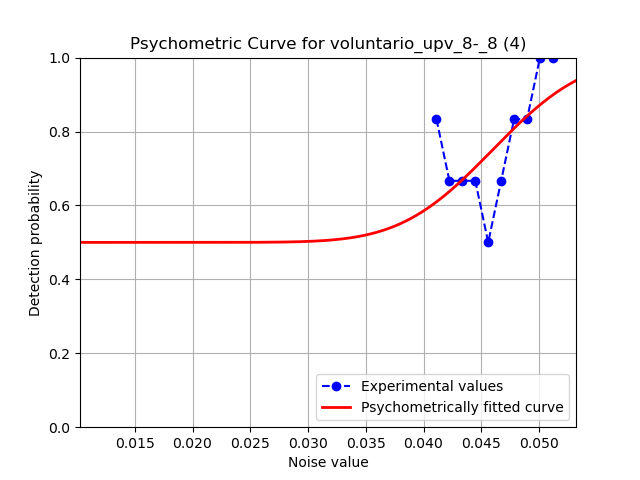 Psychometric Curve for voluntario_upv_8-_8 (4)
1.0
0.8
0.6
0.4
0.2
0.0
Detection probability
Experimental values
Psychometrically fitted curve
0.015 0.020 0.025 0.030 0.035 0.040 0.045 0.050
Noise value